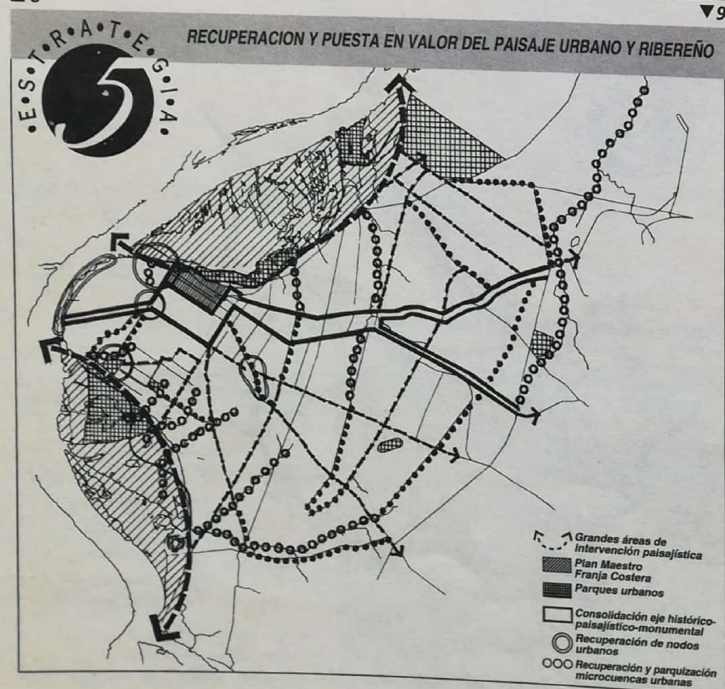 ▼9
ESTRATEGIA
5
RECUPERACION Y PUESTA EN VALOR DEL PAISAJE URBANO Y RIBEREÑO
Grandes áreas de
intervención paisajística
Plan Maestro
Franja Costera
Parques urbanos
Consolidación eje histórico-
paisajístico-monumental
Recuperación de nodos
urbanos
Recuperación y parquización
microcuencas urbanas